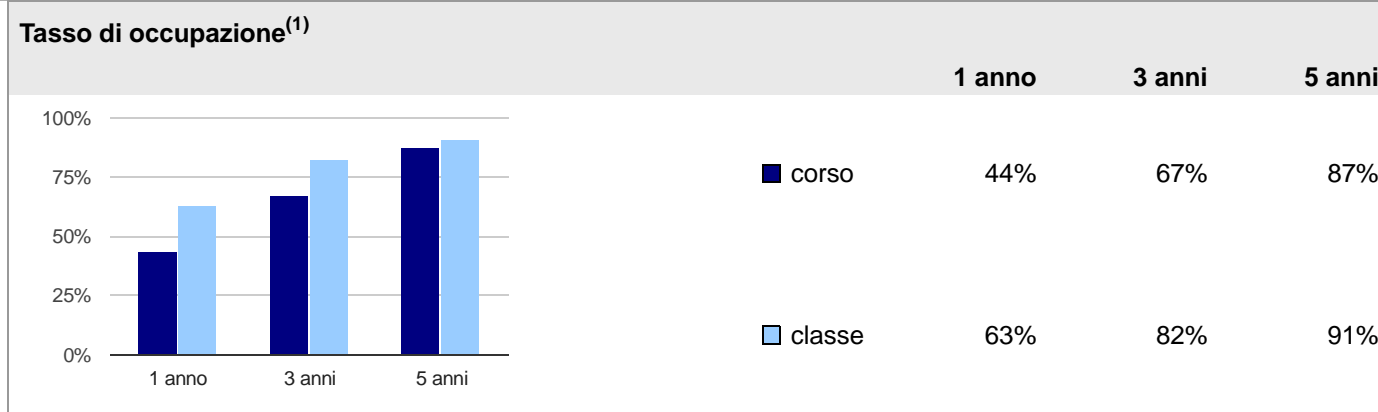 Tasso di occupazione(1)
1 anno 3 anni 5 anni
100%
75%
50%
25%
0%
1 anno 3 anni 5 anni
corso 44% 67% 87%
classe 63% 82% 91%